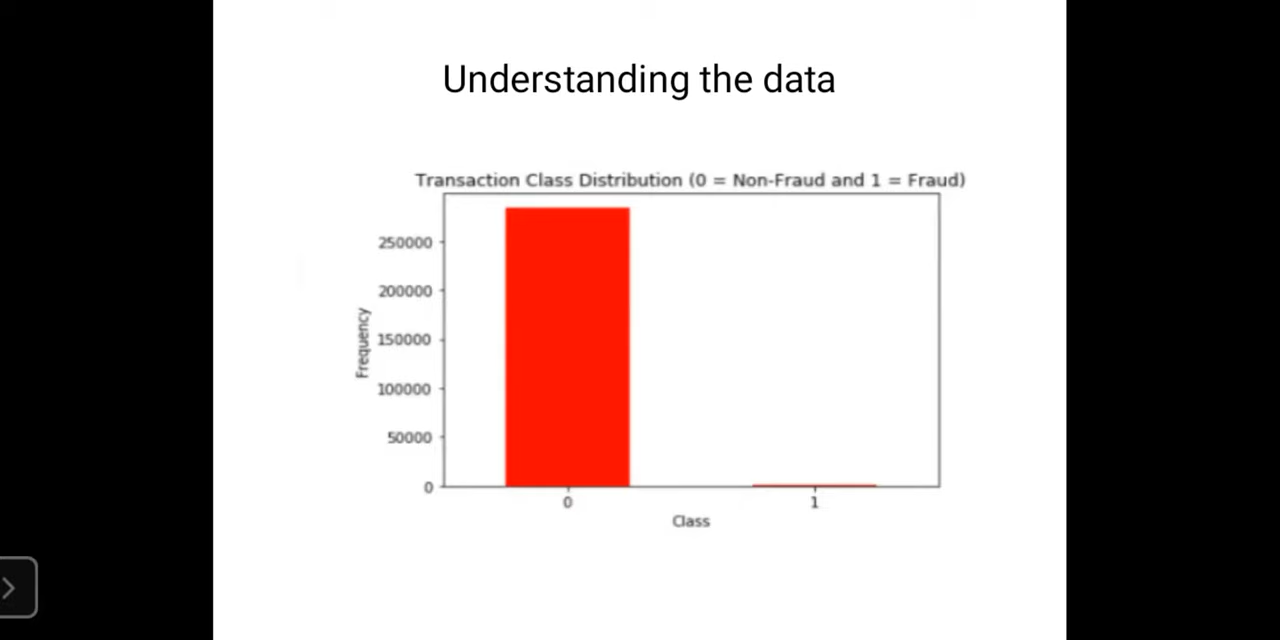 Understanding the data
Transaction Class Distribution (0 = Non-Fraud and 1 = Fraud)
250000
200000
150000
100000
50000
0
Frequency
0 1
Class